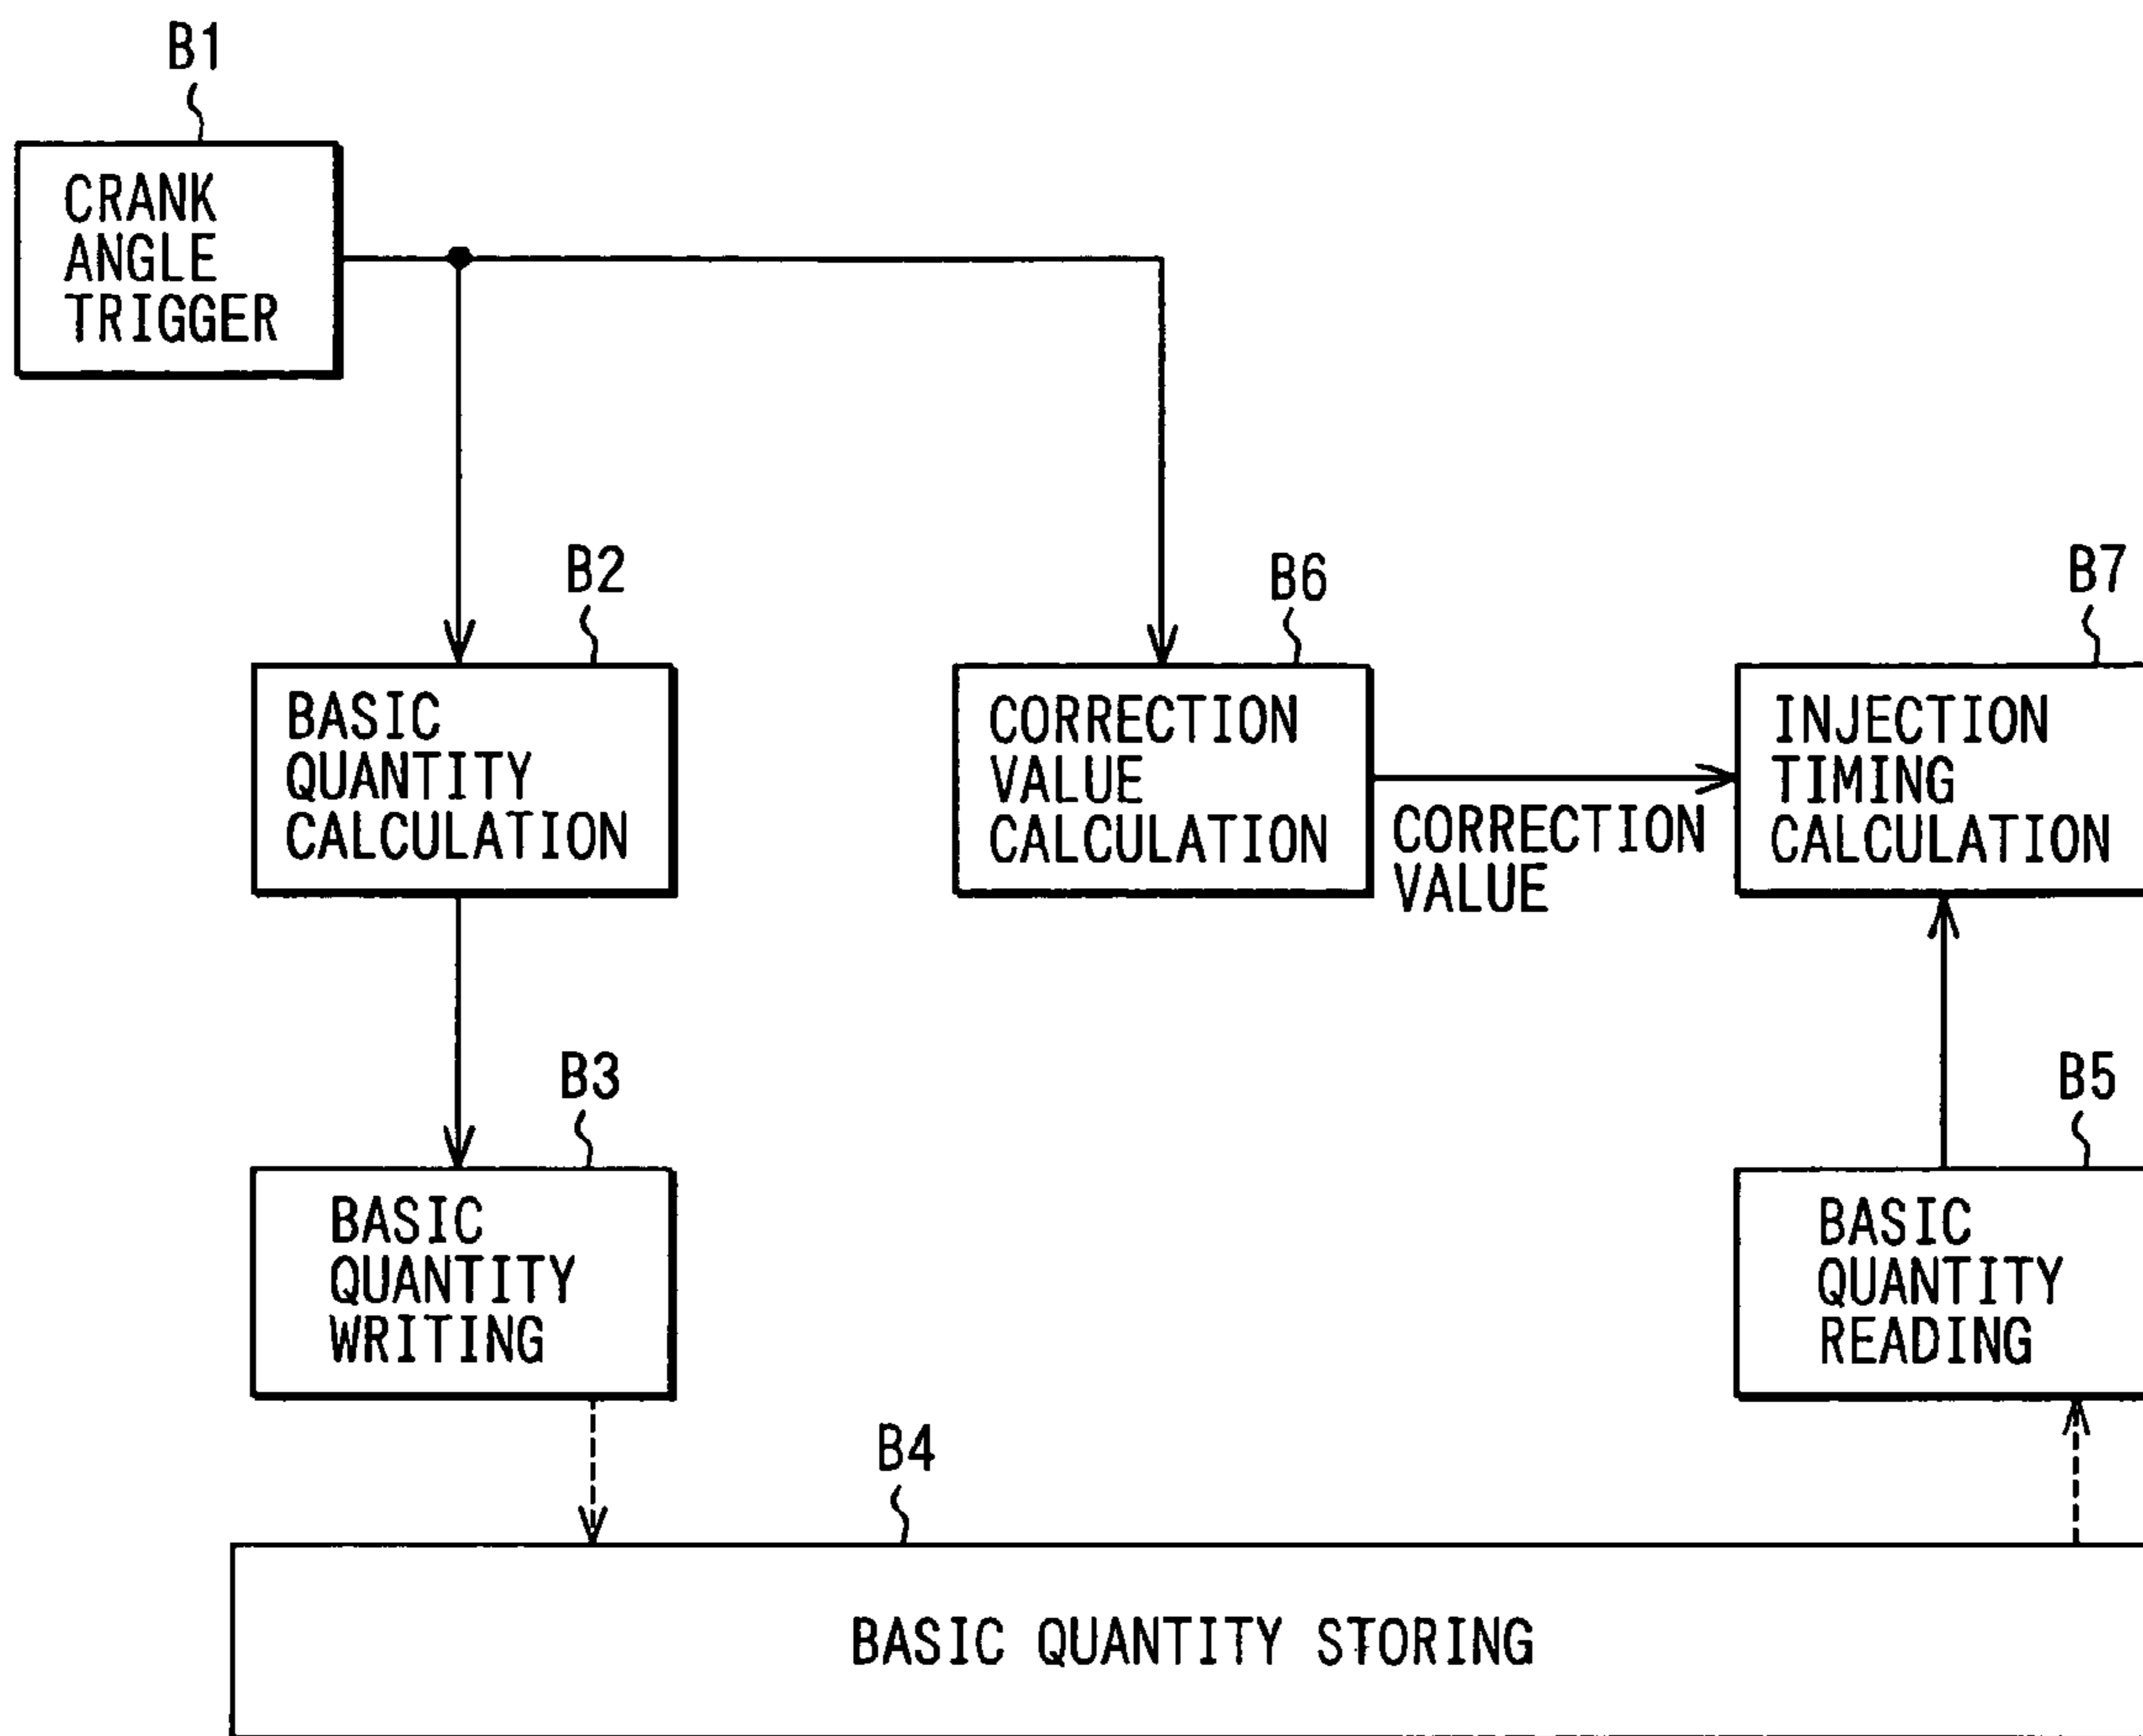 B1
CRANK
ANGLE
TRIGGER
B2
BASIC
QUANTITY
CALCULATION
B6
CORRECTION
VALUE
CALCULATION
CORRECTION
VALUE
B7
INJECTION
TIMING
CALCULATION
B3
BASIC
QUANTITY
WRITING
B5
BASIC
QUANTITY
READING
B4
BASIC QUANTITY STORING